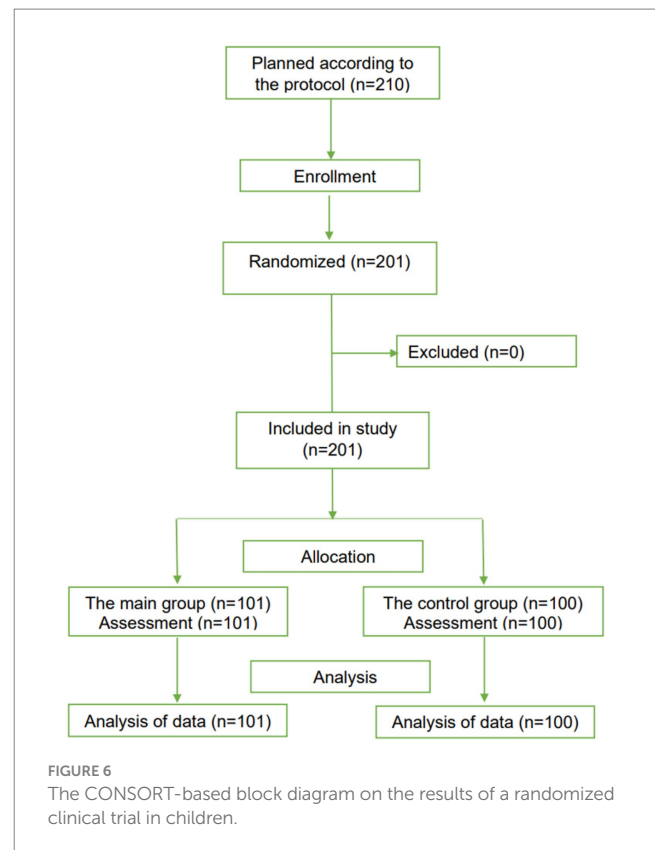 Planned according to
the protocol (n=210)
Enrollment
Randomized (n=201)
Excluded (n=0)
Included in study
(n=201)
Allocation
The main group (n=101)
Assessment (n=101)
The control group (n=100)
Assessment (n=100)
Analysis
Analysis of data (n=101)
Analysis of data (n=100)
FIGURE 6
The CONSORT-based block diagram on the results of a randomized
clinical trial in children.